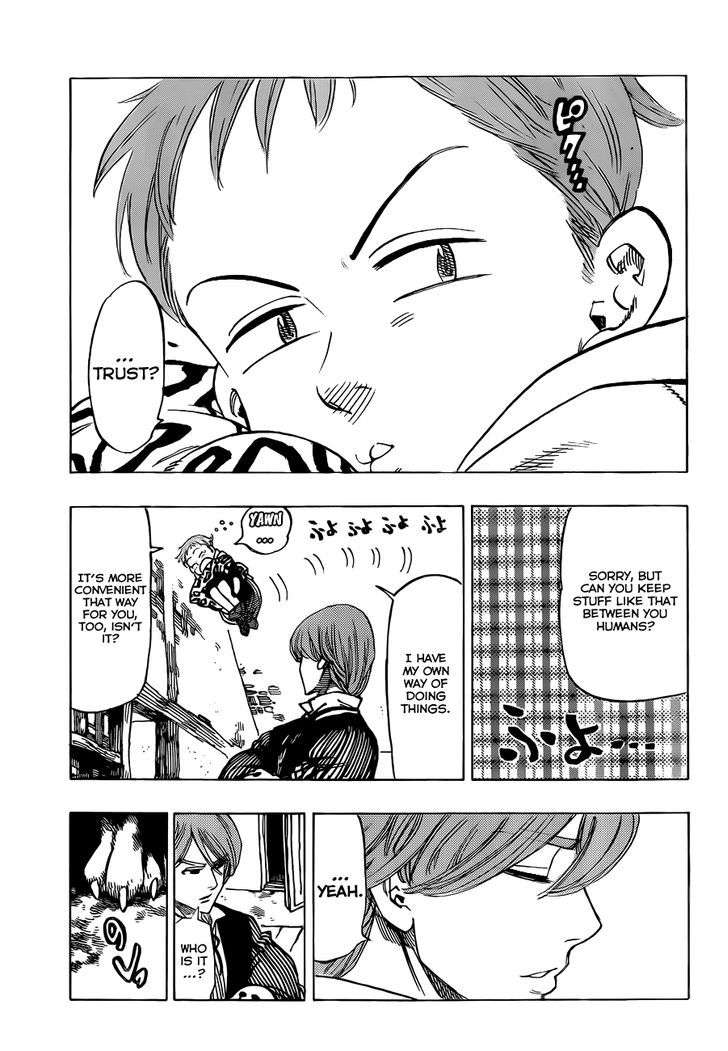 ピク…
...
TRUST?
SORRY, BUT
CAN YOU KEEP
STUFF LIKE THAT
BETWEEN YOU
HUMANS?
ふよ…
ふよ ふよ ふよ ふよ
YAWN
...
I HAVE
MY OWN
WAY OF
DOING
THINGS.
IT'S MORE
CONVENIENT
THAT WAY
FOR YOU,
TOO, ISN'T
IT?
...
YEAH.
WHO
IS IT
...?
のそっ